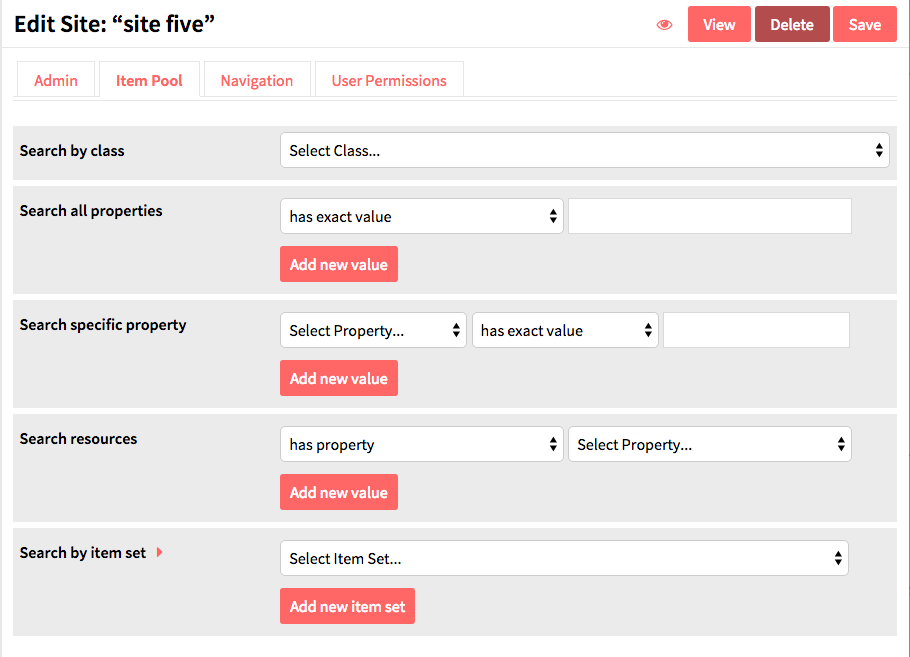 Edit Site: “site five”
View
Delete
Save
Admin
Item Pool
Navigation
User Permissions
Search by class
Select Class...
Search all properties
has exact value
Add new value
Search specific property
Select Property...
has exact value
Add new value
Search resources
has property
Select Property...
Add new value
Search by item set
Select Item Set...
Add new item set